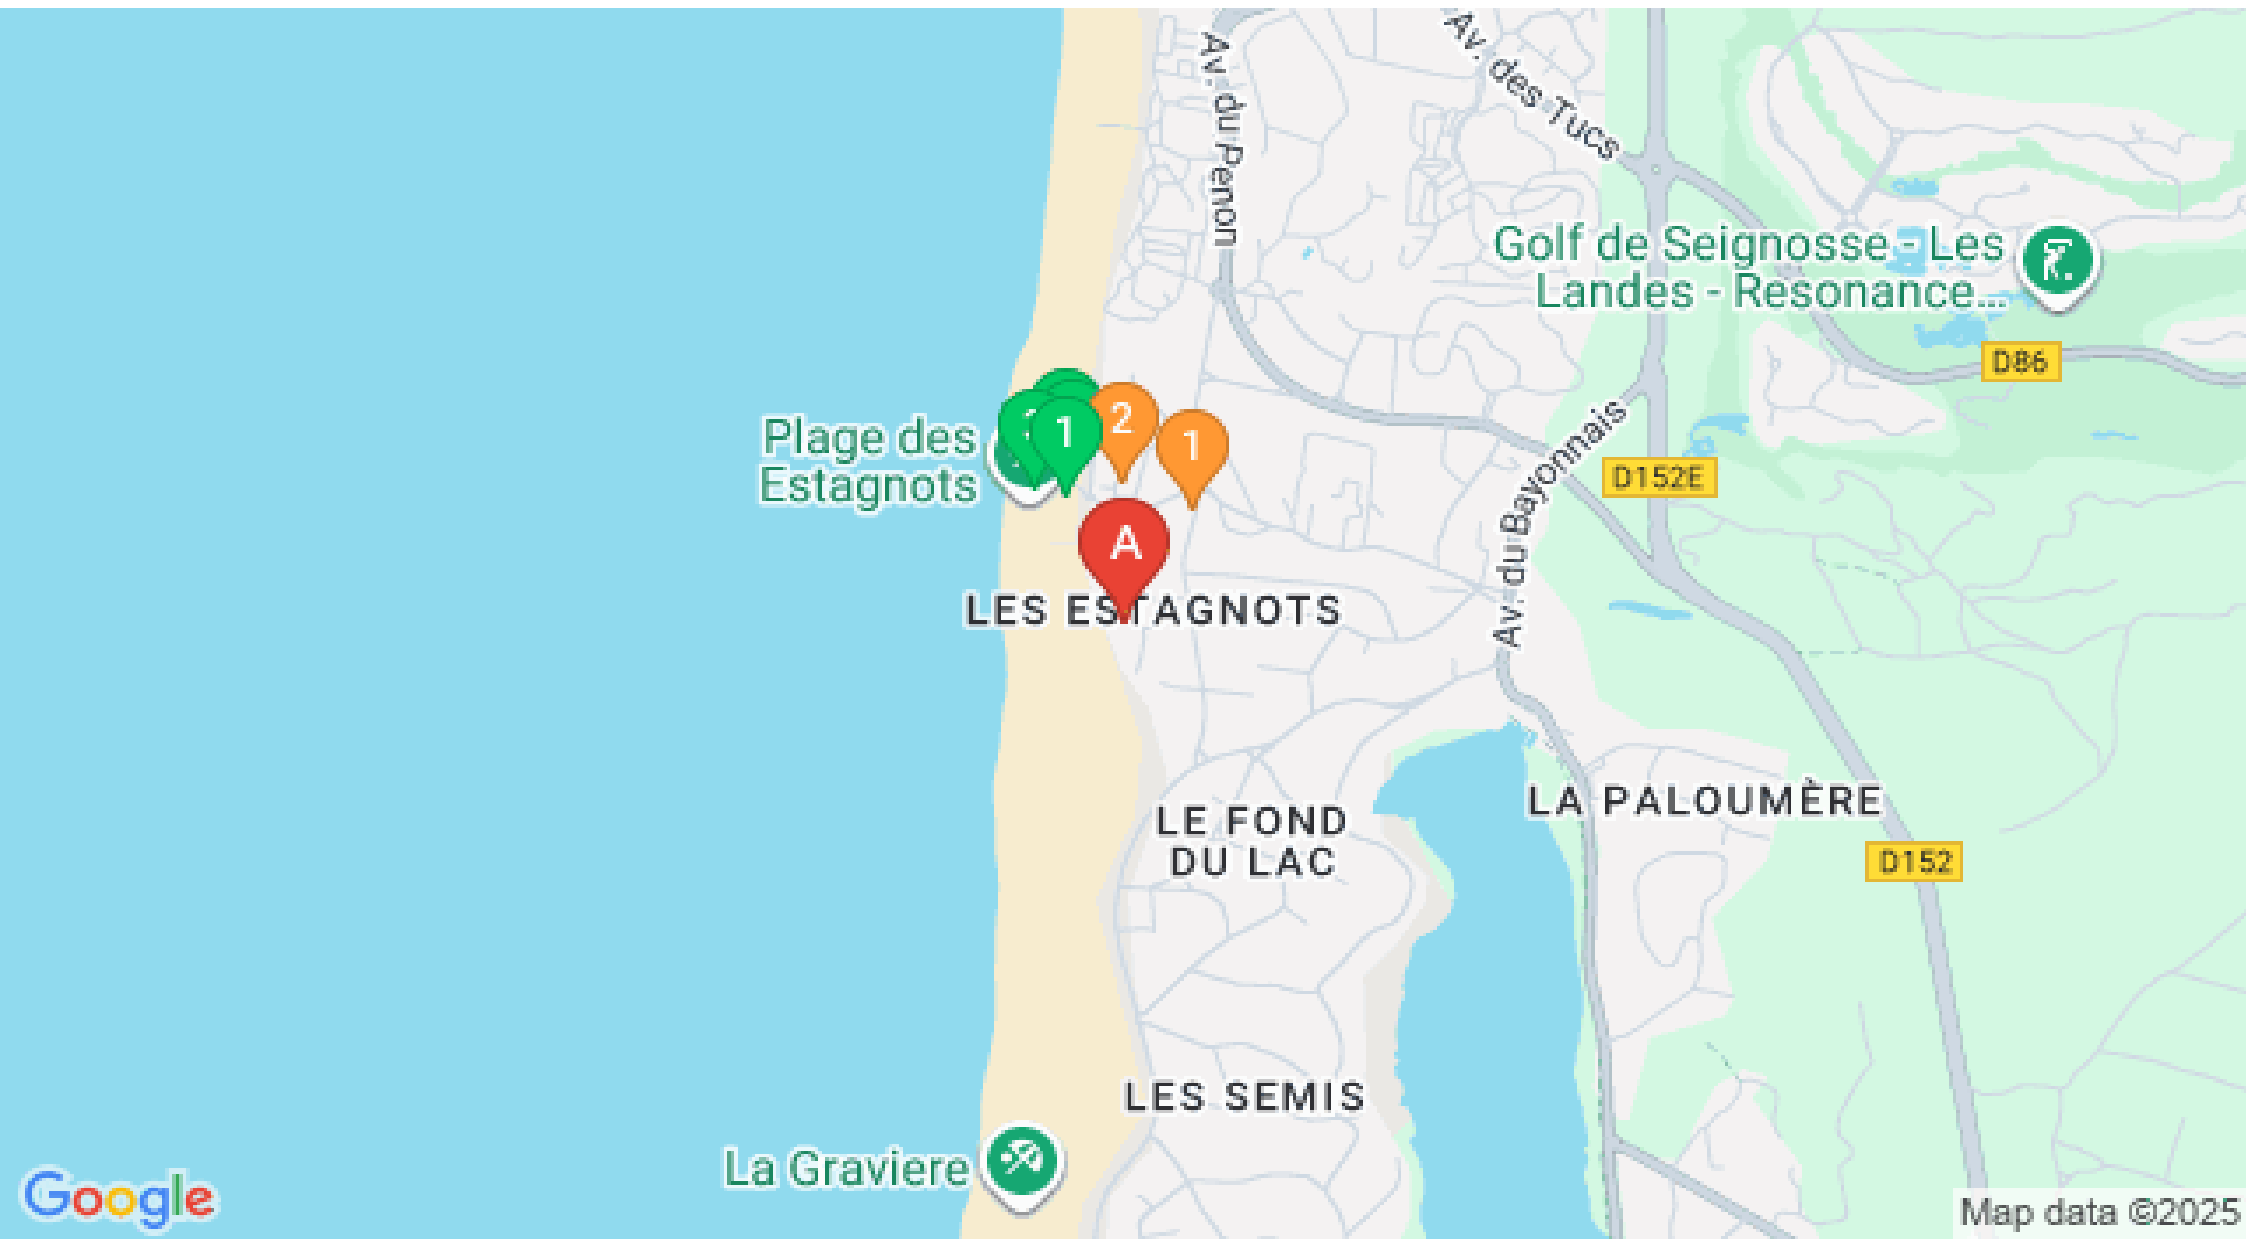 Av. du Penon
Av. des Tucs
Golf de Seignosse - Les
Landes - Resonance...
D86
Plage des
Estagnots
1
2
1
Av. du Bayonnais
D152E
A
LES ESTAGNOTS
LA PALOUMÈRE
LE FOND
DU LAC
D152
LES SEMIS
La Graviere
Google
Map data ©2025